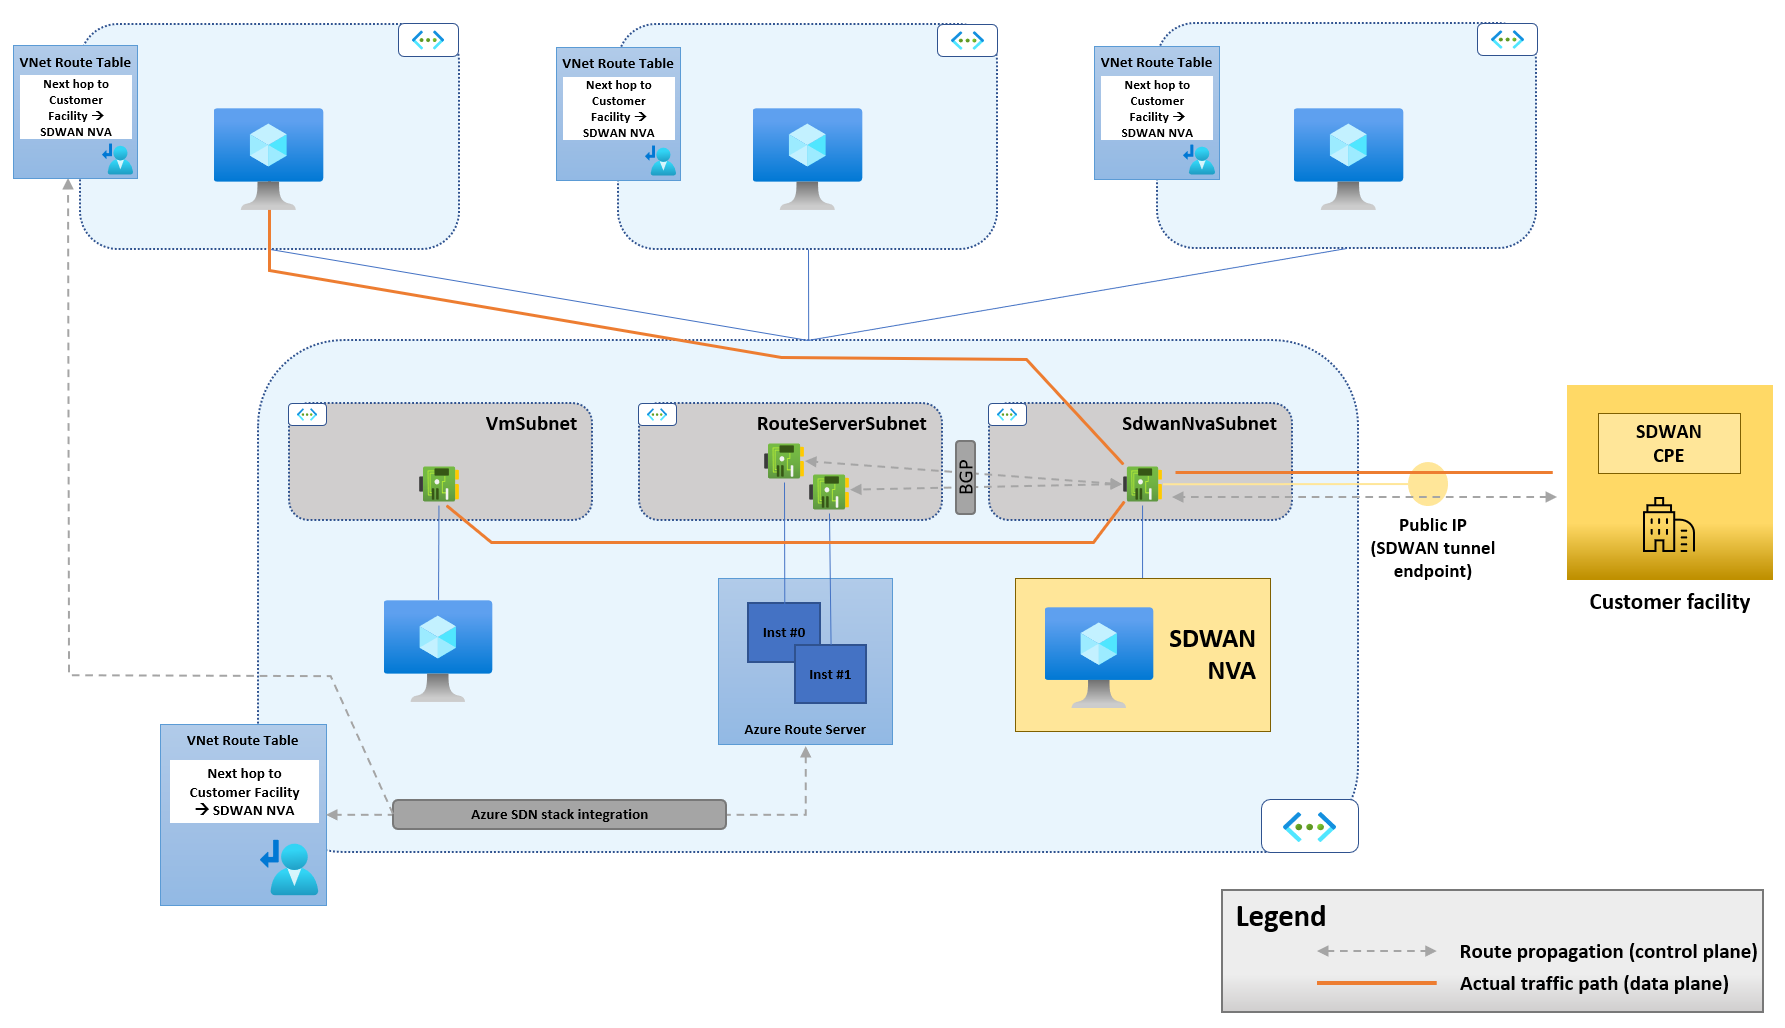 VNet Route Table
Next hop to
Customer
Facility →
SDWAN NVA
VNet Route Table
Next hop to
Customer
Facility →
SDWAN NVA
VNet Route Table
Next hop to
Customer
Facility →
SDWAN NVA
VmSubnet
RouteServerSubnet
BGP
SdwanNvaSubnet
SDWAN
CPE
Public IP
(SDWAN tunnel
endpoint)
Customer facility
Inst #0
Inst #1
Azure Route Server
SDWAN
NVA
VNet Route Table
Next hop to
Customer Facility
→ SDWAN NVA
Azure SDN stack integration
Legend
Route propagation (control plane)
Actual traffic path (data plane)